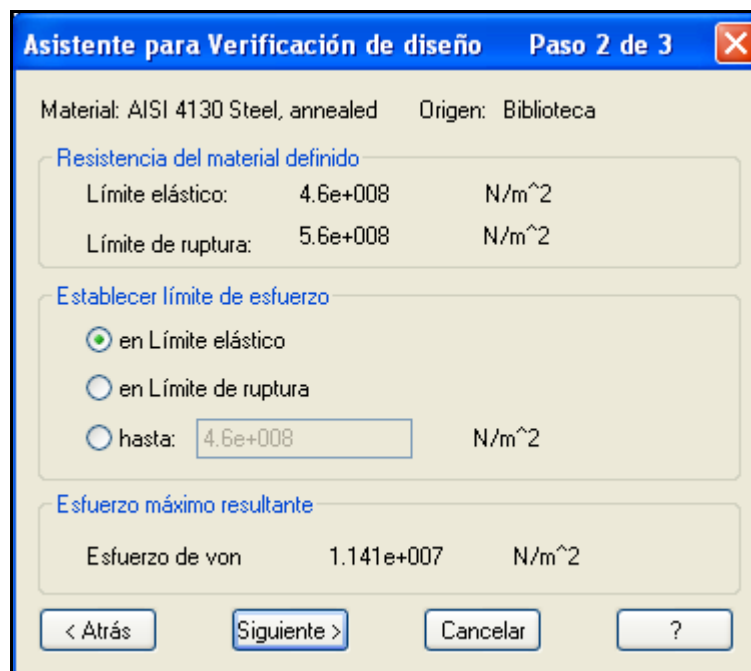 Asistente para Verificación de diseño Paso 2 de 3
Material: AISI 4130 Steel, annealed Origen: Biblioteca
Resistencia del material definido
Límite elástico: 4.6e+008 N/m^2
Límite de ruptura: 5.6e+008 N/m^2
Establecer límite de esfuerzo
en Límite elástico
en Límite de ruptura
hasta: 4.6e+008 N/m^2
Esfuerzo máximo resultante
Esfuerzo de von 1.141e+007 N/m^2
< Atrás Siguiente > Cancelar ?